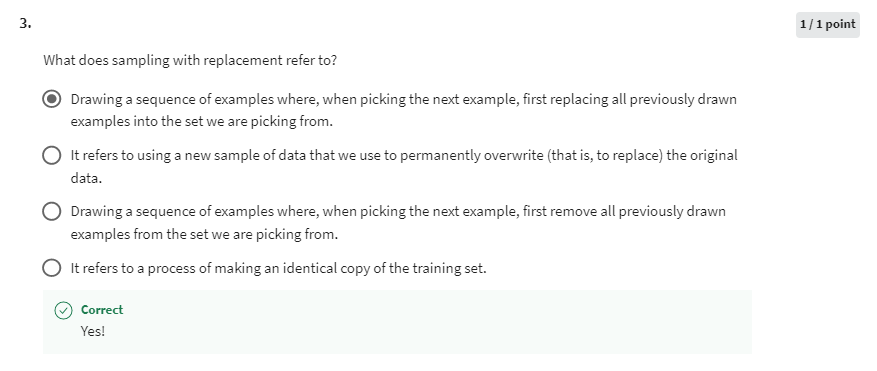 3.
1 / 1 point
What does sampling with replacement refer to?
Drawing a sequence of examples where, when picking the next example, first replacing all previously drawn
examples into the set we are picking from.
It refers to using a new sample of data that we use to permanently overwrite (that is, to replace) the original
data.
Drawing a sequence of examples where, when picking the next example, first remove all previously drawn
examples from the set we are picking from.
It refers to a process of making an identical copy of the training set.
Correct
Yes!